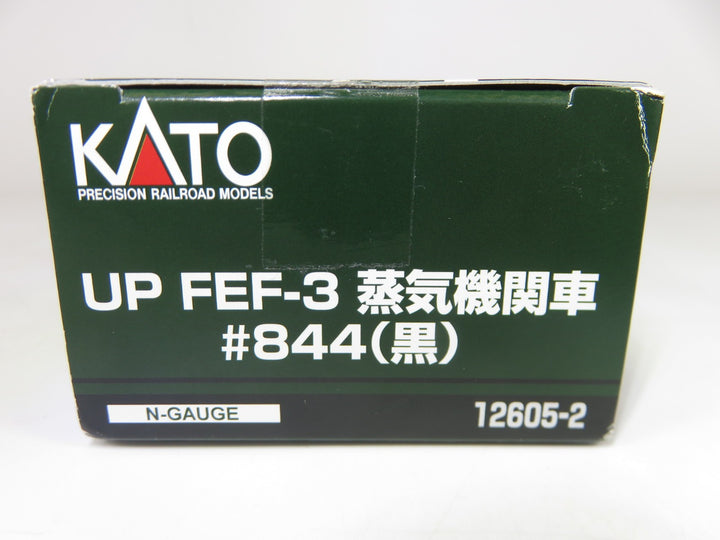 KATO
PRECISION RAILROAD MODELS
UP FEF-3 蒸気機関車
#844(黒)
N-GAUGE
12605-2